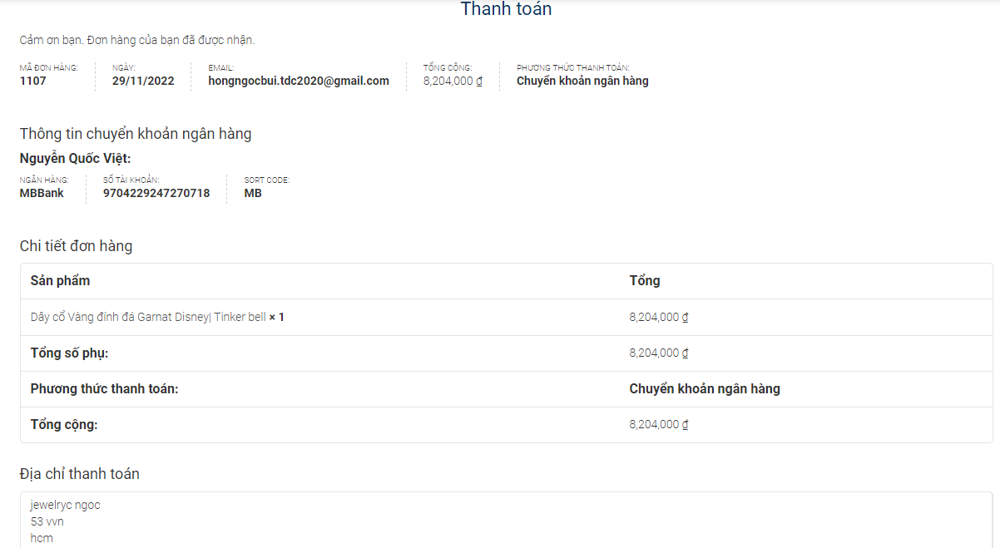 Thanh toán
Cảm ơn bạn. Đơn hàng của bạn đã được nhận.
MÃ ĐƠN HÀNG: NGÀY: EMAIL: TỔNG CỘNG: PHƯƠNG THỨC THANH TOÁN:
1107 29/11/2022 hongngocbui.tdc2020@gmail.com 8,204,000 ₫ Chuyển khoản ngân hàng
Thông tin chuyển khoản ngân hàng
Nguyễn Quốc Việt:
NGÂN HÀNG: SỐ TÀI KHOẢN: SORT CODE:
MBBank 9704229247270718 MB
Chi tiết đơn hàng
Sản phẩm Tổng
Dây cổ Vàng đính đá Garnat Disney| Tinker bell × 1 8,204,000 ₫
Tổng số phụ: 8,204,000 ₫
Phương thức thanh toán: Chuyển khoản ngân hàng
Tổng cộng: 8,204,000 ₫
Địa chỉ thanh toán
jewelryc ngoc
53 vvn
hcm